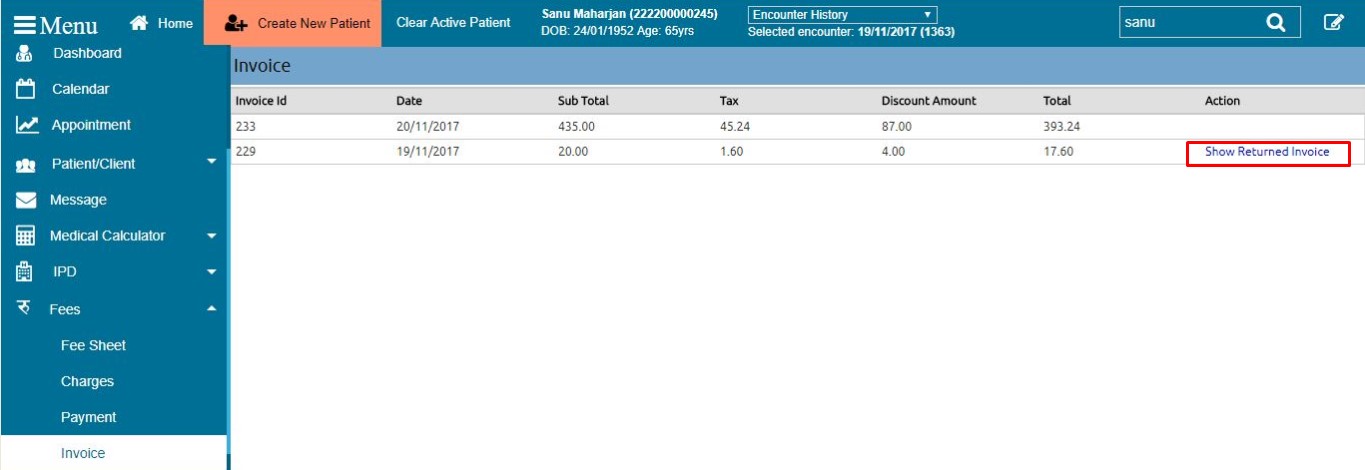 Menu Home Create New Patient Clear Active Patient Sanu Maharjan (222200000245) Encounter History sanu
DOB: 24/01/1952 Age: 65yrs Selected encounter: 19/11/2017 (1363)
Dashboard
Calendar
Appointment
Patient/Client
Message
Medical Calculator
IPD
रु Fees
Fee Sheet
Charges
Payment
Invoice
Invoice
Invoice Id Date Sub Total Tax Discount Amount Total Action
233 20/11/2017 435.00 45.24 87.00 393.24
229 19/11/2017 20.00 1.60 4.00 17.60 Show Returned Invoice